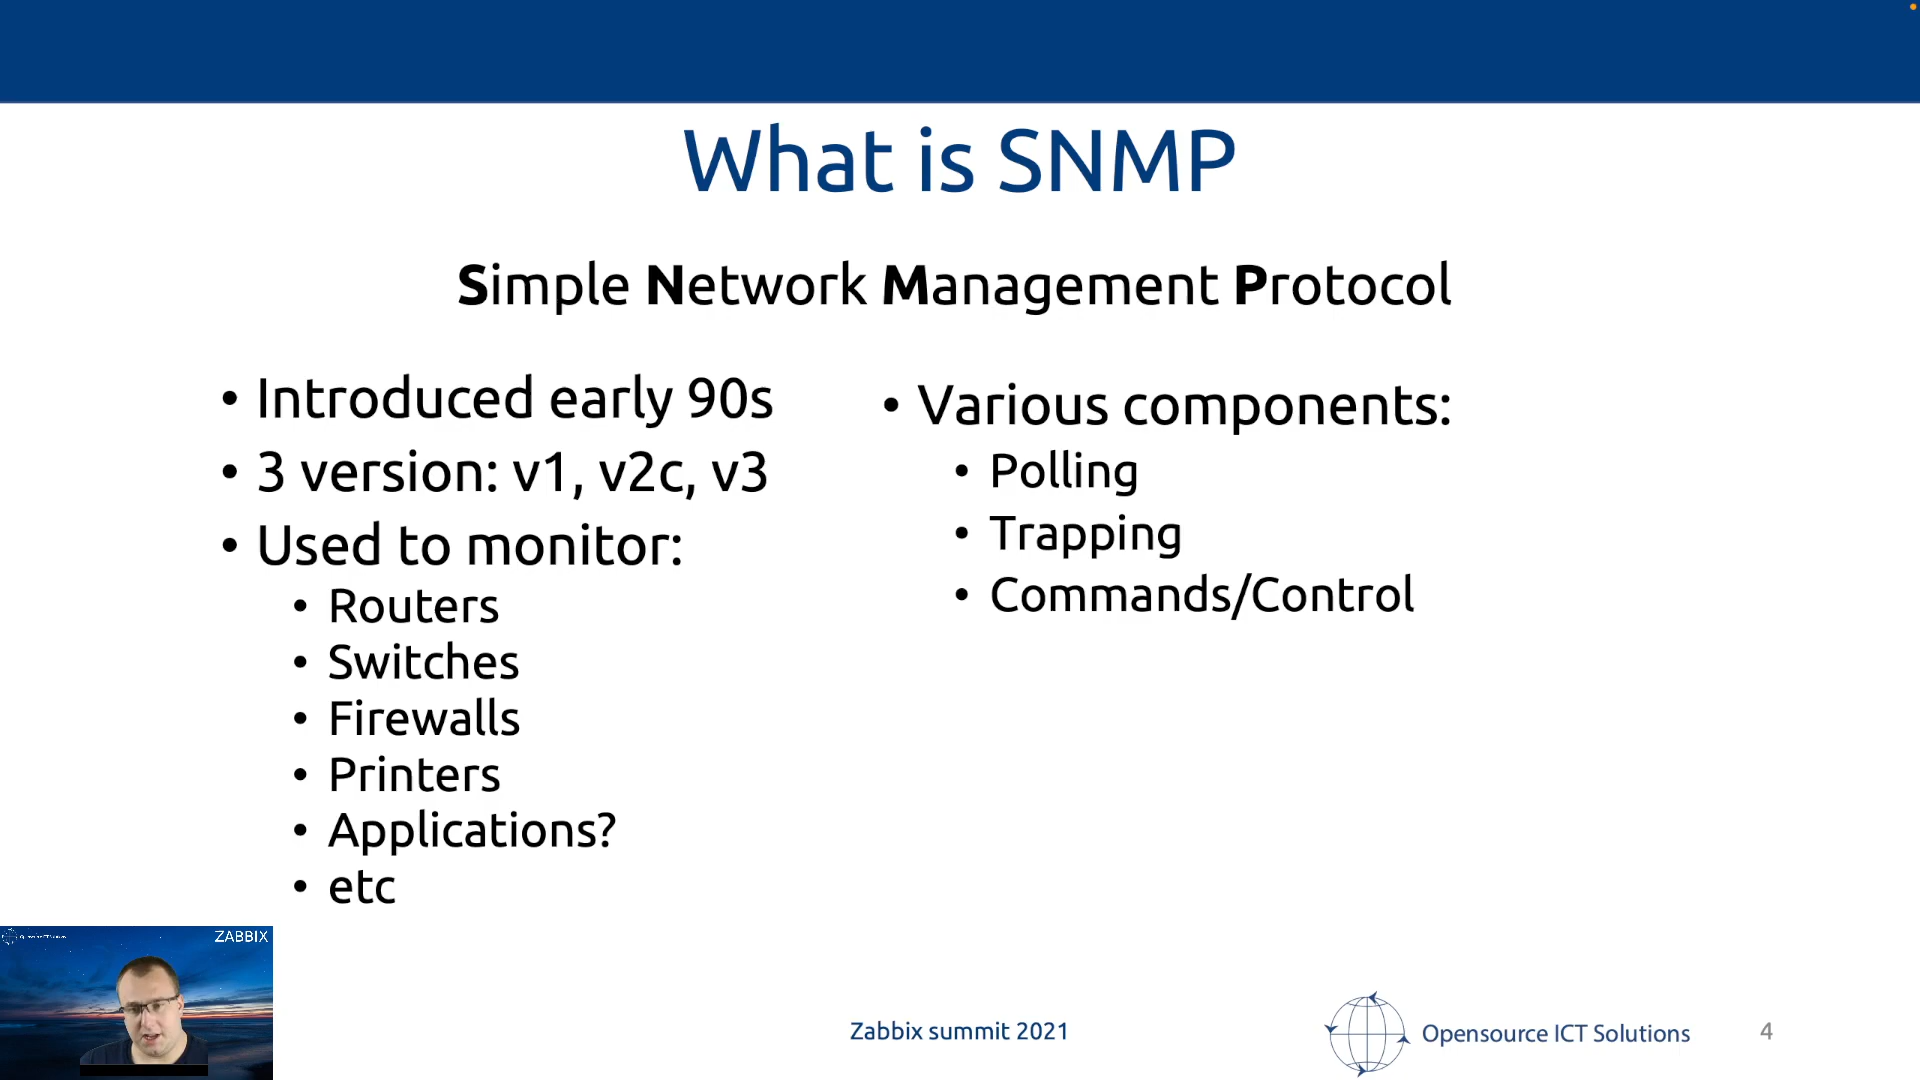 What is SNMP
Simple Network Management Protocol
• Introduced early 90s
• 3 version: v1, v2c, v3
• Used to monitor:
• Routers
• Switches
• Firewalls
• Printers
• Applications?
• etc
• Various components:
• Polling
• Trapping
• Commands/Control
ZABBIX
Zabbix summit 2021
Opensource ICT Solutions
4